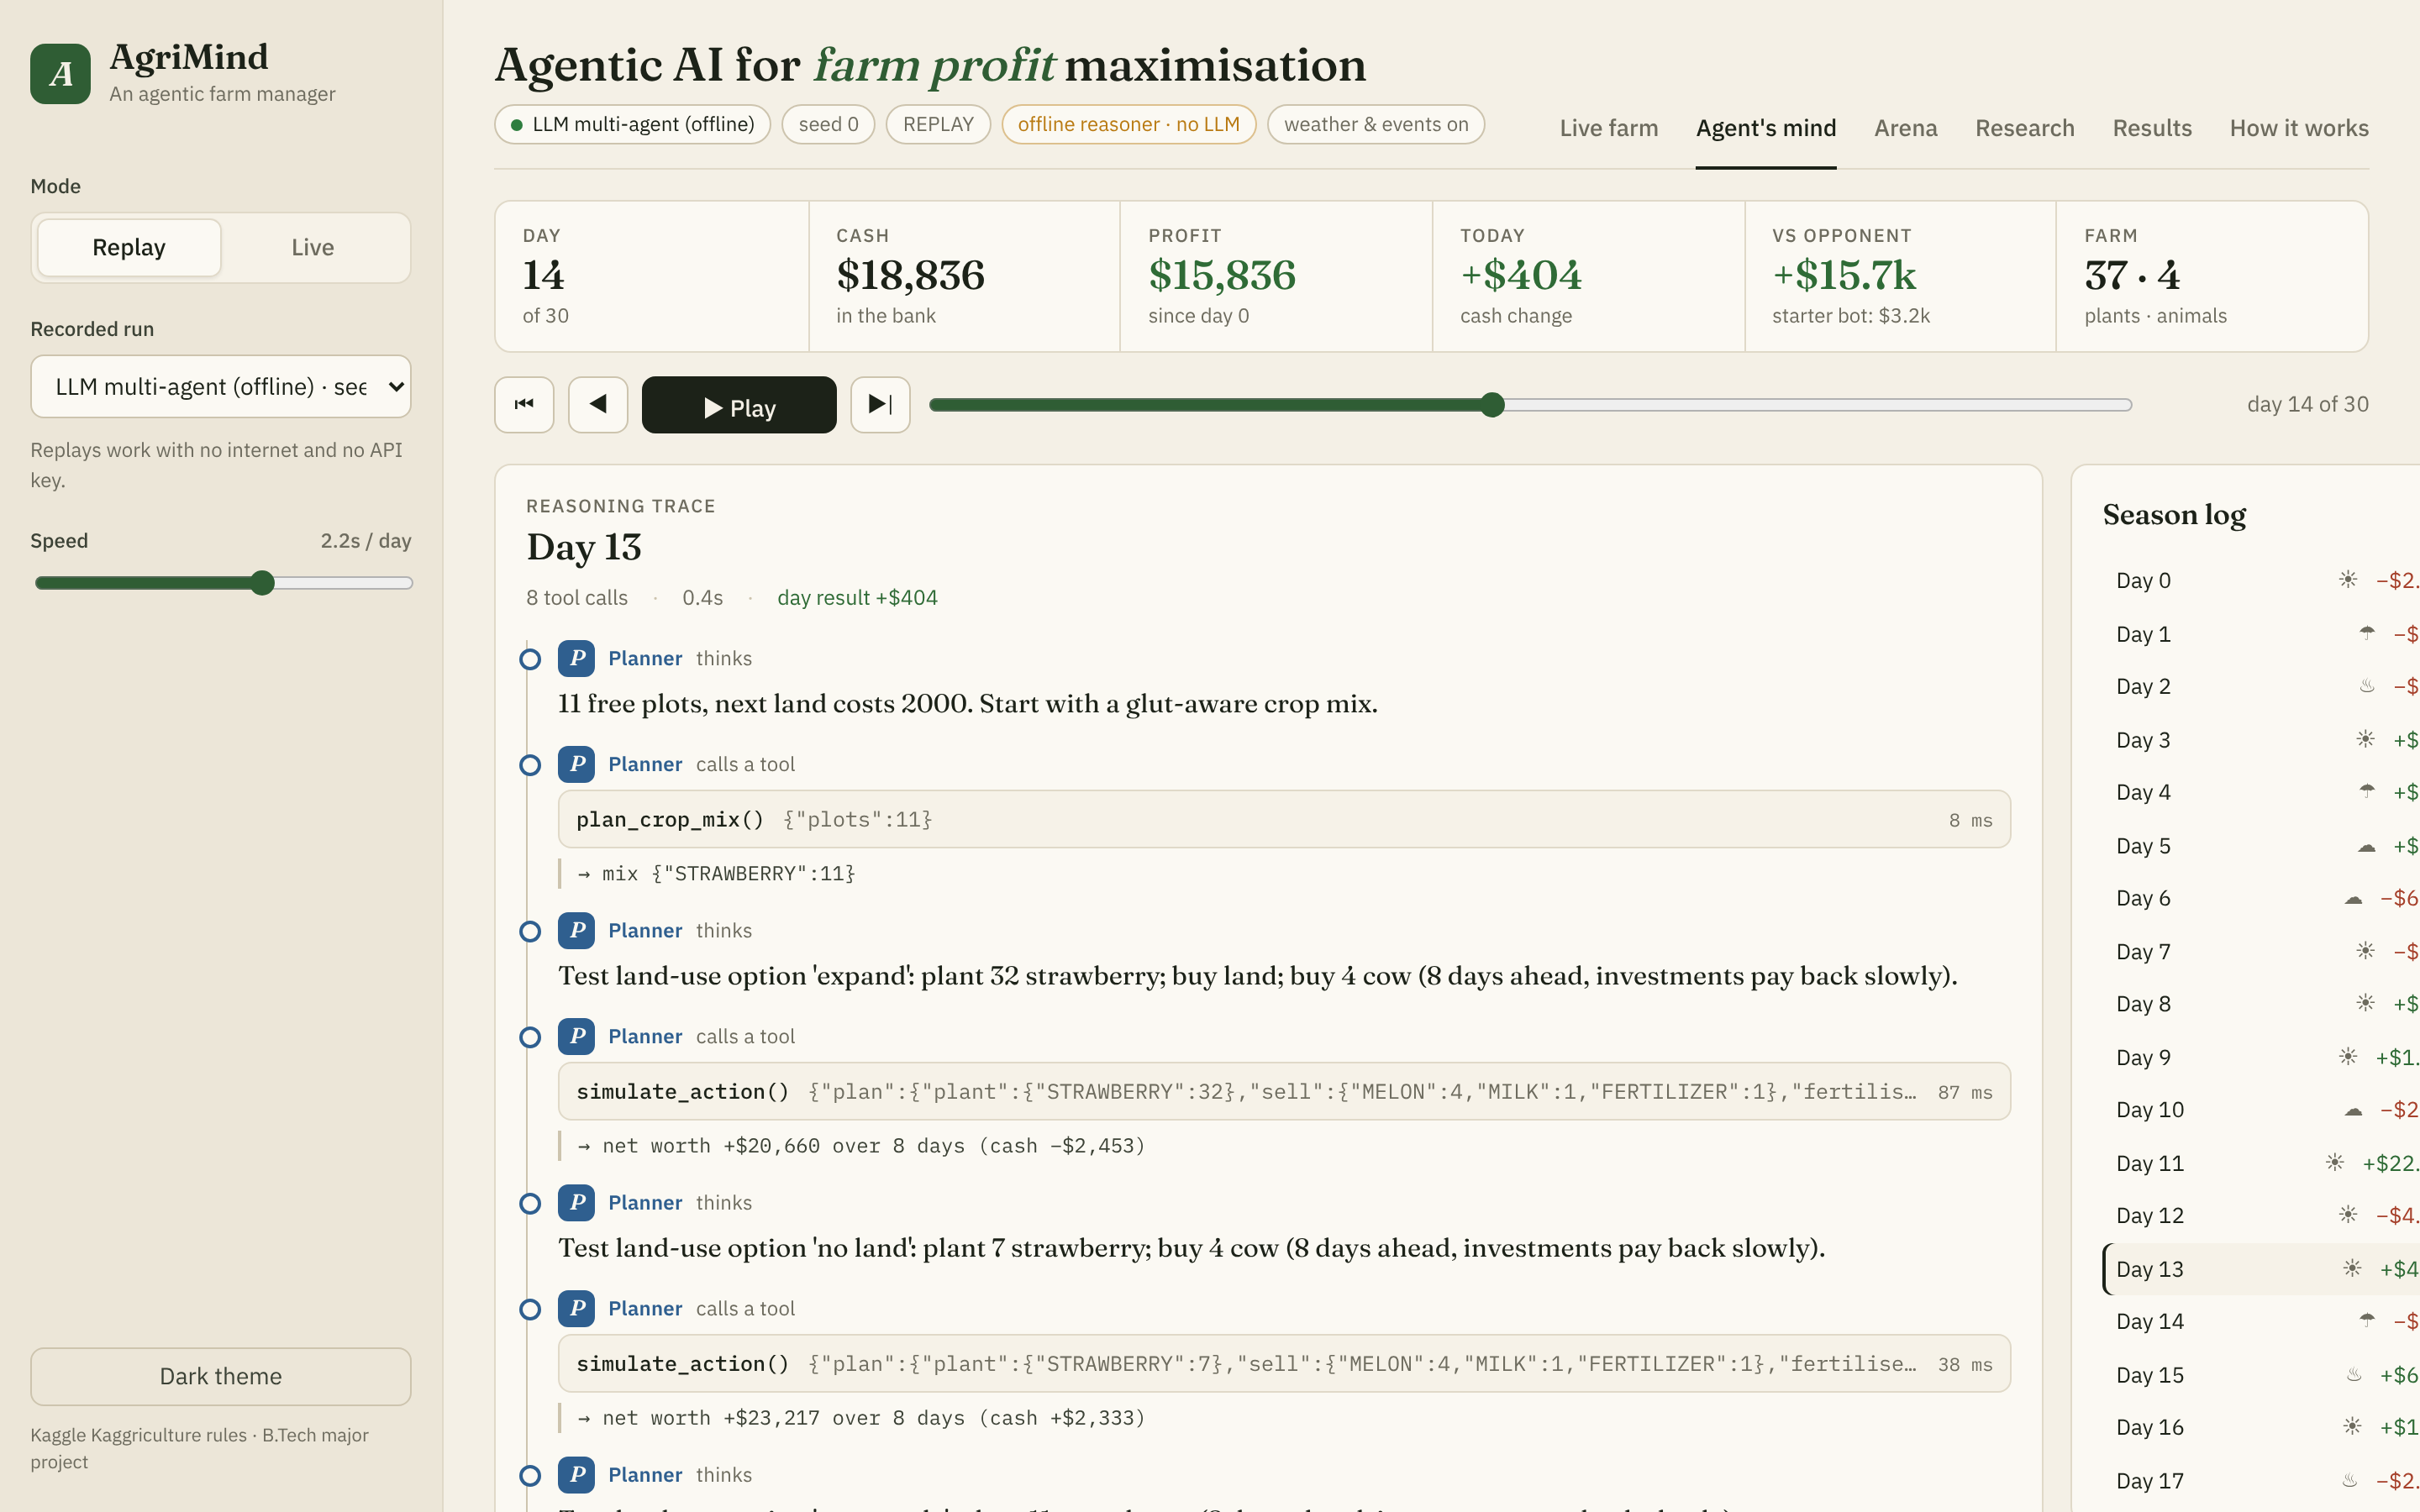 A
AgriMind
An agentic farm manager
Mode
Replay
Live
Recorded run
LLM multi-agent (offline) · see
Replays work with no internet and no API
key.
Speed
2.2s / day
Dark theme
Kaggle Kaggriculture rules · B.Tech major
project
Agentic AI for farm profit maximisation
LLM multi-agent (offline)
seed 0
REPLAY
offline reasoner · no LLM
weather & events on
Live farm
Agent's mind
Arena
Research
Results
How it works
DAY
14
of 30
CASH
$18,836
in the bank
PROFIT
$15,836
since day 0
TODAY
+$404
cash change
VS OPPONENT
+$15.7k
starter bot: $3.2k
FARM
37 · 4
plants · animals
▶ Play
day 14 of 30
REASONING TRACE
Day 13
8 tool calls · 0.4s · day result +$404
P Planner thinks
11 free plots, next land costs 2000. Start with a glut-aware crop mix.
P Planner calls a tool
plan_crop_mix() {"plots":11} 8 ms
→ mix {"STRAWBERRY":11}
P Planner thinks
Test land-use option 'expand': plant 32 strawberry; buy land; buy 4 cow (8 days ahead, investments pay back slowly).
P Planner calls a tool
simulate_action() {"plan":{"plant":{"STRAWBERRY":32},"sell":{"MELON":4,"MILK":1,"FERTILIZER":1},"fertilis… 87 ms
→ net worth +$20,660 over 8 days (cash −$2,453)
P Planner thinks
Test land-use option 'no land': plant 7 strawberry; buy 4 cow (8 days ahead, investments pay back slowly).
P Planner calls a tool
simulate_action() {"plan":{"plant":{"STRAWBERRY":7},"sell":{"MELON":4,"MILK":1,"FERTILIZER":1},"fertilise… 38 ms
→ net worth +$23,217 over 8 days (cash +$2,333)
P Planner thinks
Season log
Day 0 −$2.
Day 1 −$
Day 2 −$
Day 3 +$
Day 4 +$
Day 5 +$
Day 6 −$6
Day 7 −$
Day 8 +$
Day 9 +$1.
Day 10 −$2
Day 11 +$22.
Day 12 −$4.
Day 13 +$4
Day 14 −$
Day 15 +$6
Day 16 +$1
Day 17 −$2.